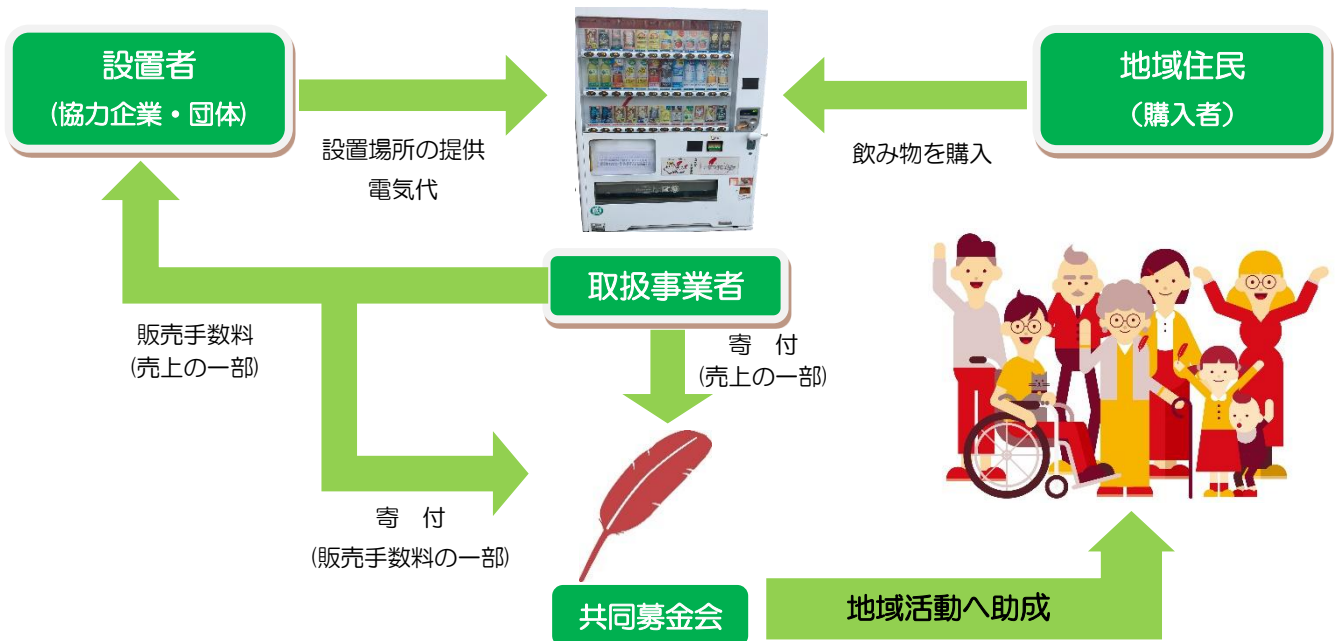 設置者
(協力企業・団体)
地域住民
（購入者）
設置場所の提供
電気代
飲み物を購入
取扱事業者
販売手数料
(売上の一部)
寄　付
(売上の一部)
寄　付
(販売手数料の一部)
共同募金会
地域活動へ助成